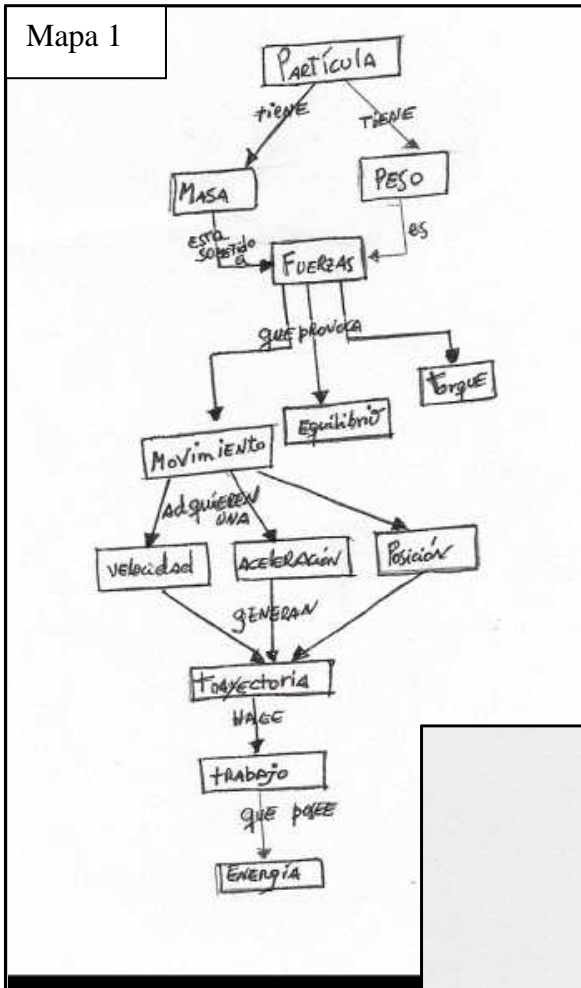 Mapa 1
PARTÍCULA
tiENE
TIENE
MASA
PESO
ESTA
SOMETIDO
a
ES
FUERZAS
QUE PROVOCA
torque
Equilibrio
MOVimiENto
AdquiEREN
UNA
VElocidad
ACElERACión
Posición
gENERAN
tRAYEctoRiA
HACE
tRABAJO
QUE POSEE
ENERGÍA